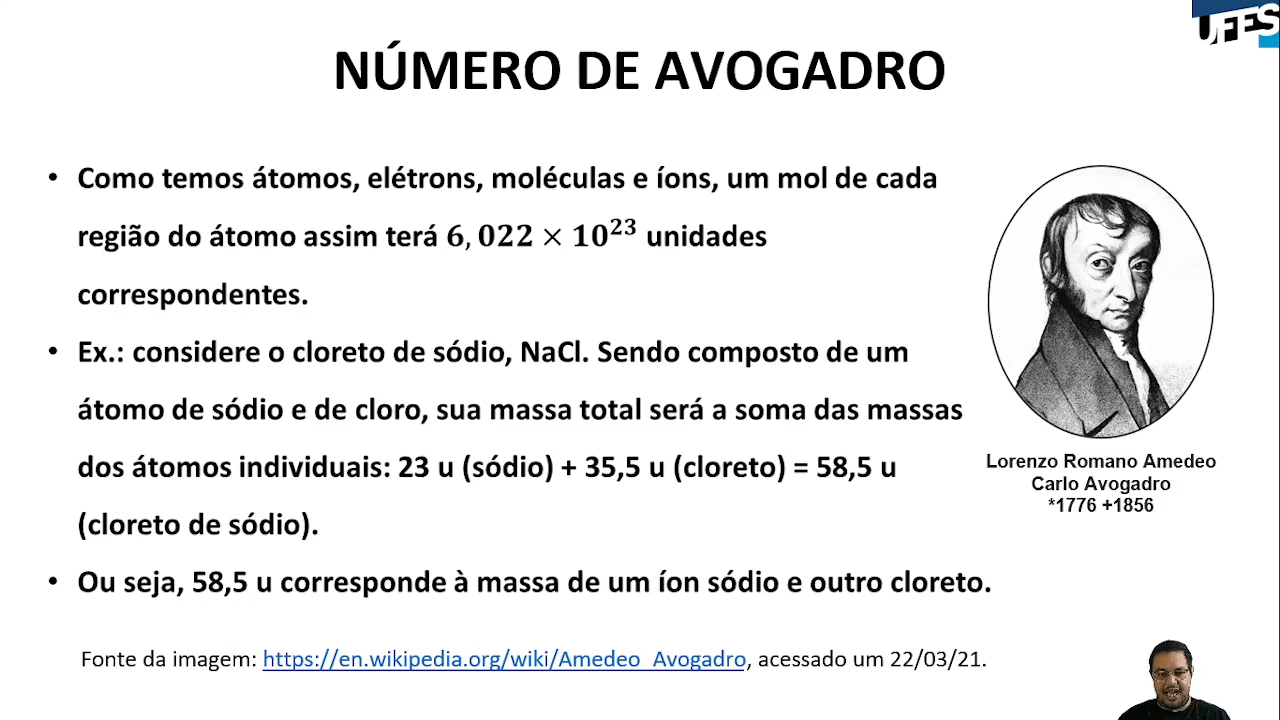 UFES
NÚMERO DE AVOGADRO
• Como temos átomos, elétrons, moléculas e íons, um mol de cada
região do átomo assim terá 6,022 × 10²³ unidades
correspondentes.
• Ex.: considere o cloreto de sódio, NaCl. Sendo composto de um
átomo de sódio e de cloro, sua massa total será a soma das massas
dos átomos individuais: 23 u (sódio) + 35,5 u (cloreto) = 58,5 u
(cloreto de sódio).
• Ou seja, 58,5 u corresponde à massa de um íon sódio e outro cloreto.
Lorenzo Romano Amedeo
Carlo Avogadro
*1776 +1856
Fonte da imagem: https://en.wikipedia.org/wiki/Amedeo_Avogadro, acessado um 22/03/21.